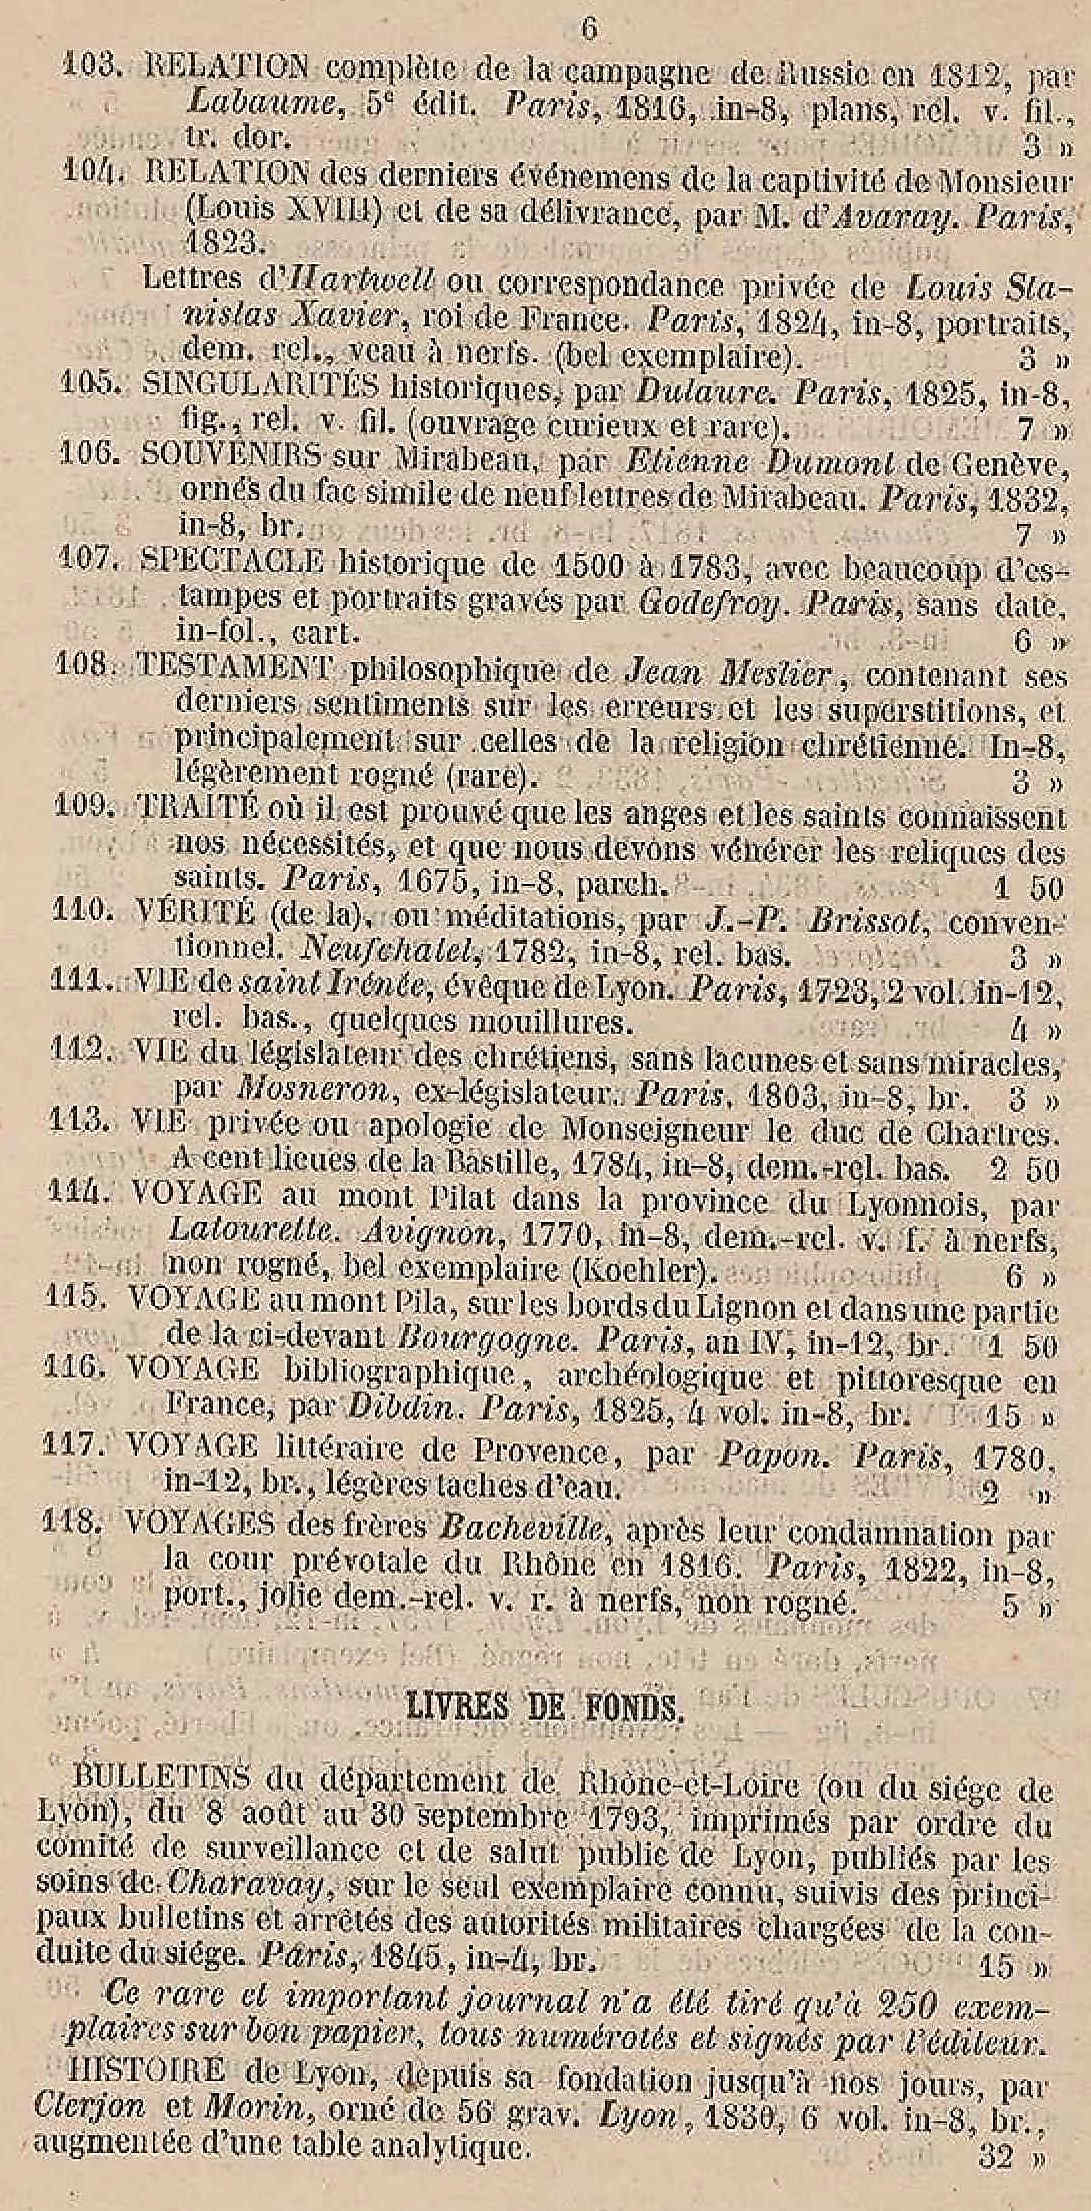 6
103. RELATION complète de la campagne de Russie en 1812, par
Labaume, 5e édit. Paris, 1816, in-8, plans, rel. v. fil.,
tr. dor. 3 »
104. RELATION des derniers événemens de la captivité de Monsieur
(Louis XVIII) et de sa délivrance, par M. d'Avaray. Paris,
1823.
Lettres d'Hartwell ou correspondance privée de Louis Sta-
nislas Xavier, roi de France. Paris, 1824, in-8, portraits,
dem. rel., veau à nerfs. (bel exemplaire). 3 »
105. SINGULARITÉS historiques, par Dulaure. Paris, 1825, in-8,
fig., rel. v. fil. (ouvrage curieux et rare). 7 »
106. SOUVENIRS sur Mirabeau, par Etienne Dumont de Genève,
ornés du fac simile de neuf lettres de Mirabeau. Paris, 1832,
in-8, br. 7 »
107. SPECTACLE historique de 1500 à 1783, avec beaucoup d'es-
tampes et portraits gravés par Godefroy. Paris, sans date,
in-fol., cart. 6 »
108. TESTAMENT philosophique de Jean Meslier, contenant ses
derniers sentiments sur les erreurs et les superstitions, et
principalement sur celles de la religion chrétienné. In-8,
légèrement rogné (rare). 3 »
109. TRAITÉ où il est prouvé que les anges et les saints connaissent
nos nécessités, et que nous devons vénérer les reliques des
saints. Paris, 1675, in-8, parch. 1 50
110. VÉRITÉ (de la), ou méditations, par J.-P. Brissot, conven-
tionnel. Neufchatel, 1782, in-8, rel. bas. 3 »
111. VIE de saint Irénée, évêque de Lyon. Paris, 1723, 2 vol. in-12,
rel. bas., quelques mouillures. 4 »
112. VIE du législateur des chrétiens, sans lacunes et sans miracles,
par Mosneron, ex-législateur. Paris, 1803, in-8, br. 3 »
113. VIE privée ou apologie de Monseigneur le duc de Chartres.
A cent lieues de la Bastille, 1784, in-8, dem.-rel. bas. 2 50
114. VOYAGE au mont Pilat dans la province du Lyonnois, par
Latourette. Avignon, 1770, in-8, dem.-rel. v. f. à nerfs,
non rogné, bel exemplaire (Koehler). 6 »
115. VOYAGE au mont Pila, sur les bords du Lignon et dans une partie
de la ci-devant Bourgogne. Paris, an IV, in-12, br. 1 50
116. VOYAGE bibliographique, archéologique et pittoresque en
France, par Dibdin. Paris, 1825, 4 vol. in-8, br. 15 »
117. VOYAGE littéraire de Provence, par Papon. Paris, 1780,
in-12, br., légères taches d'eau. 2 »
118. VOYAGES des frères Bacheville, après leur condamnation par
la cour prévotale du Rhône en 1816. Paris, 1822, in-8,
port., jolie dem.-rel. v. r. à nerfs, non rogné. 5 »
LIVRES DE FONDS.
BULLETINS du département de Rhône-et-Loire (ou du siége de
Lyon), du 8 août au 30 septembre 1793, imprimés par ordre du
comité de surveillance et de salut public de Lyon, publiés par les
soins de Charavay, sur le seul exemplaire connu, suivis des princi-
paux bulletins et arrêtés des autorités militaires chargées de la con-
duite du siége. Paris, 1845, in-4, br. 15 »
Ce rare et important journal n'a été tiré qu'à 250 exem-
plaires sur bon papier, tous numérotés et signés par l'éditeur.
HISTOIRE de Lyon, depuis sa fondation jusqu'à nos jours, par
Clerjon et Morin, orné de 56 grav. Lyon, 1830, 6 vol. in-8, br.,
augmentée d'une table analytique. 32 »